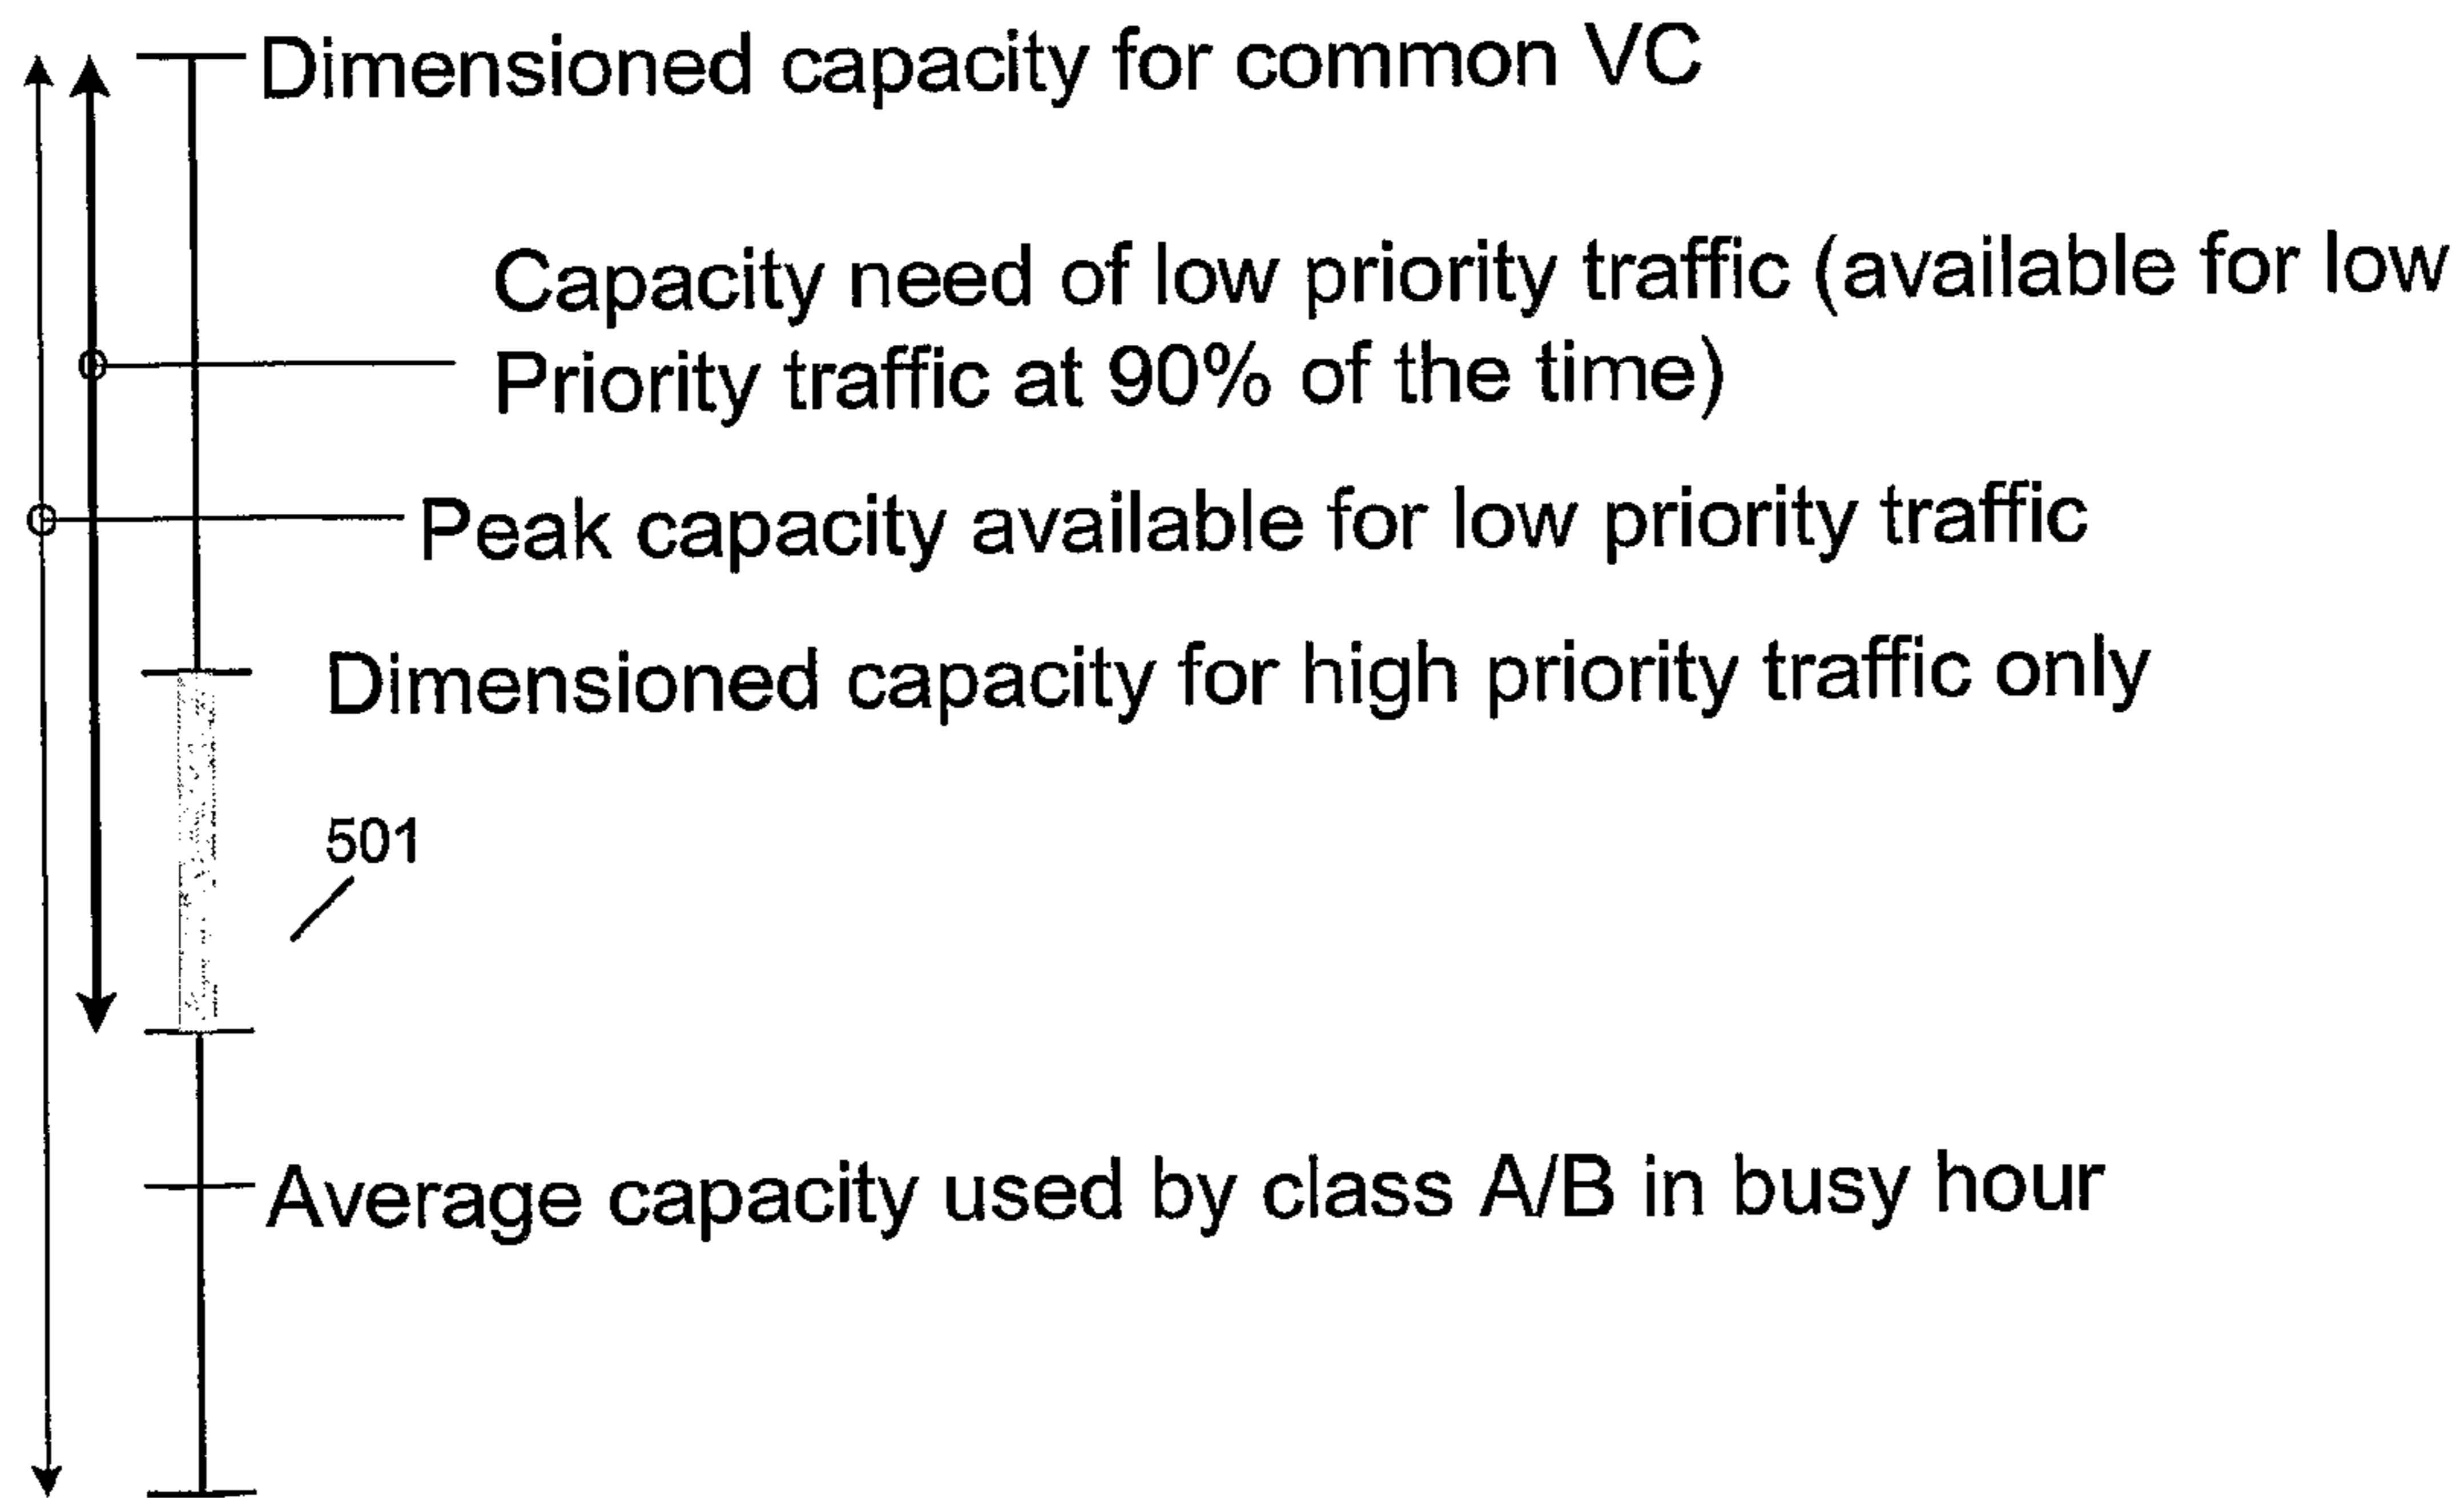 Dimensioned capacity for common VC
Capacity need of low priority traffic (available for low
Priority traffic at 90% of the time)
Peak capacity available for low priority traffic
Dimensioned capacity for high priority traffic only
501
Average capacity used by class A/B in busy hour